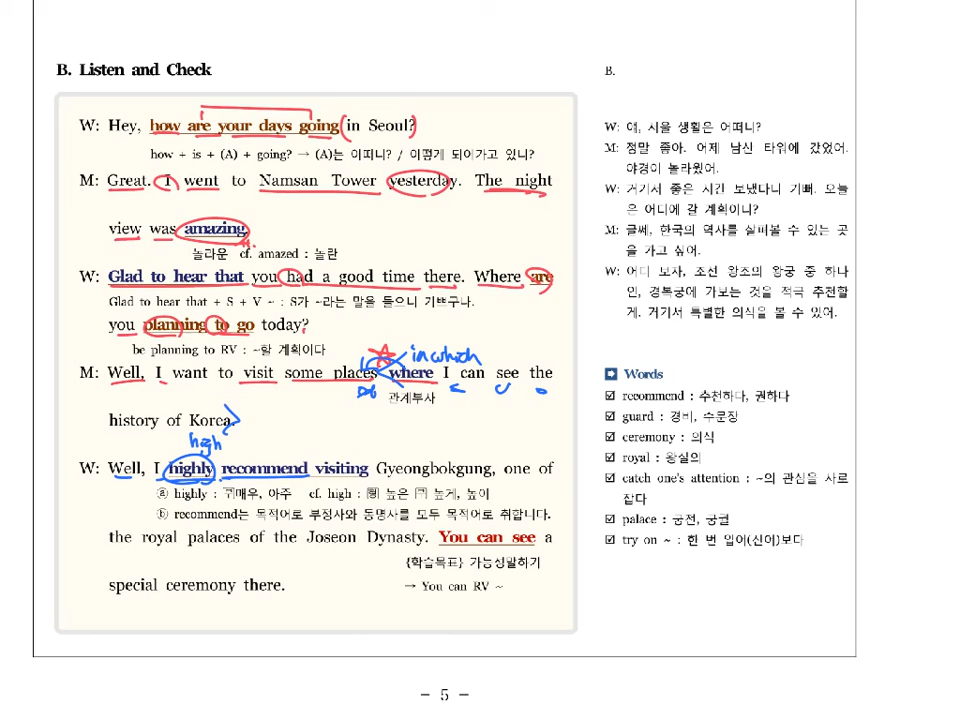 B. Listen and Check
B.
W: Hey, how are your days going in Seoul?
how + is + (A) + going? → (A)는 어떠니? / 어떻게 되어가고 있니?
M: Great. I went to Namsan Tower yesterday. The night
view was amazing.
놀라운 cf. amazed : 놀란
W: Glad to hear that you had a good time there. Where are
Glad to hear that + S + V ~ : S가 ~라는 말을 들으니 기쁘구나.
you planning to go today?
be planning to RV : ~할 계획이다
in which
M: Well, I want to visit some places where I can see the
관계부사
history of Korea.
high
W: Well, I highly recommend visiting Gyeongbokgung, one of
ⓐ highly : 부매우, 아주 cf. high : 형 높은 부 높게, 높이
ⓑ recommend는 목적어로 부정사와 동명사를 모두 목적어로 취합니다.
the royal palaces of the Joseon Dynasty. You can see a
{학습목표} 가능성말하기
special ceremony there.
→ You can RV ~
W: 얘, 서울 생활은 어떠니?
M: 정말 좋아. 어제 남산 타워에 갔었어.
야경이 놀라웠어.
W: 거기서 좋은 시간 보냈다니 기뻐. 오늘
은 어디에 갈 계획이니?
M: 글쎄, 한국의 역사를 살펴볼 수 있는 곳
을 가고 싶어.
W: 어디 보자, 조선 왕조의 왕궁 중 하나
인, 경복궁에 가보는 것을 적극 추천할
게. 거기서 특별한 의식을 볼 수 있어.
Words
☑ recommend : 추천하다, 권하다
☑ guard : 경비, 수문장
☑ ceremony : 의식
☑ royal : 왕실의
☑ catch one's attention : ~의 관심을 사로
잡다
☑ palace : 궁전, 궁궐
☑ try on ~ : 한 번 입어(신어)보다
- 5 -